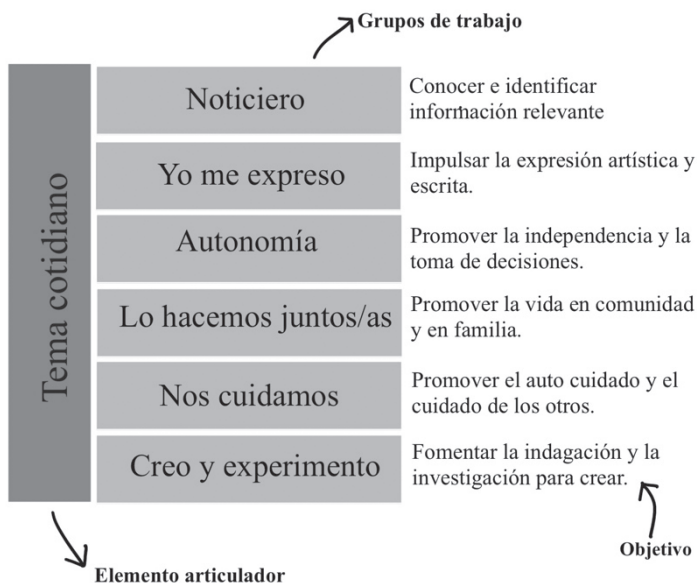 Grupos de trabajo
Tema cotidiano
Noticiero
Conocer e identificar
información relevante
Yo me expreso
Impulsar la expresión artística y
escrita.
Autonomía
Promover la independencia y la
toma de decisiones.
Lo hacemos juntos/as
Promover la vida en comunidad
y en familia.
Nos cuidamos
Promover el auto cuidado y el
cuidado de los otros.
Creo y experimento
Fomentar la indagación y la
investigación para crear.
Objetivo
Elemento articulador